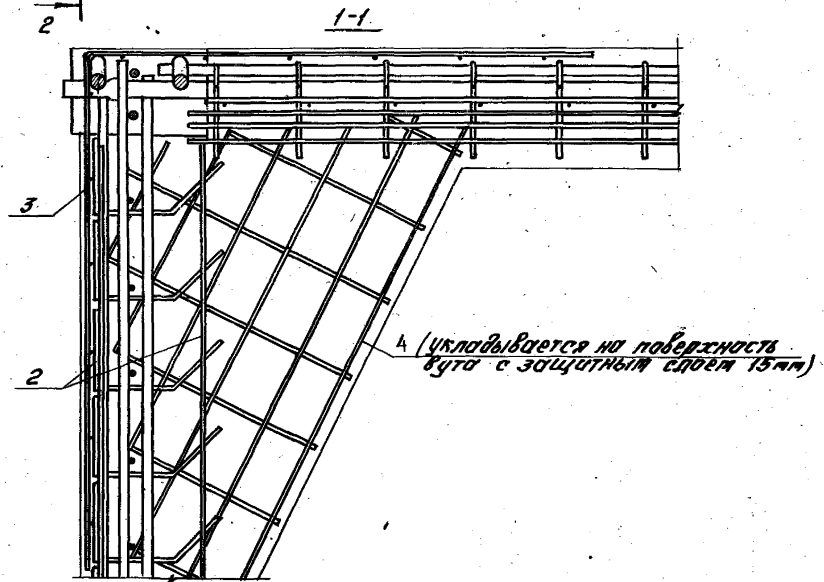 2
1-1
3
2
4 (укладывается на поверхность
вута с защитным слоем 15мм)